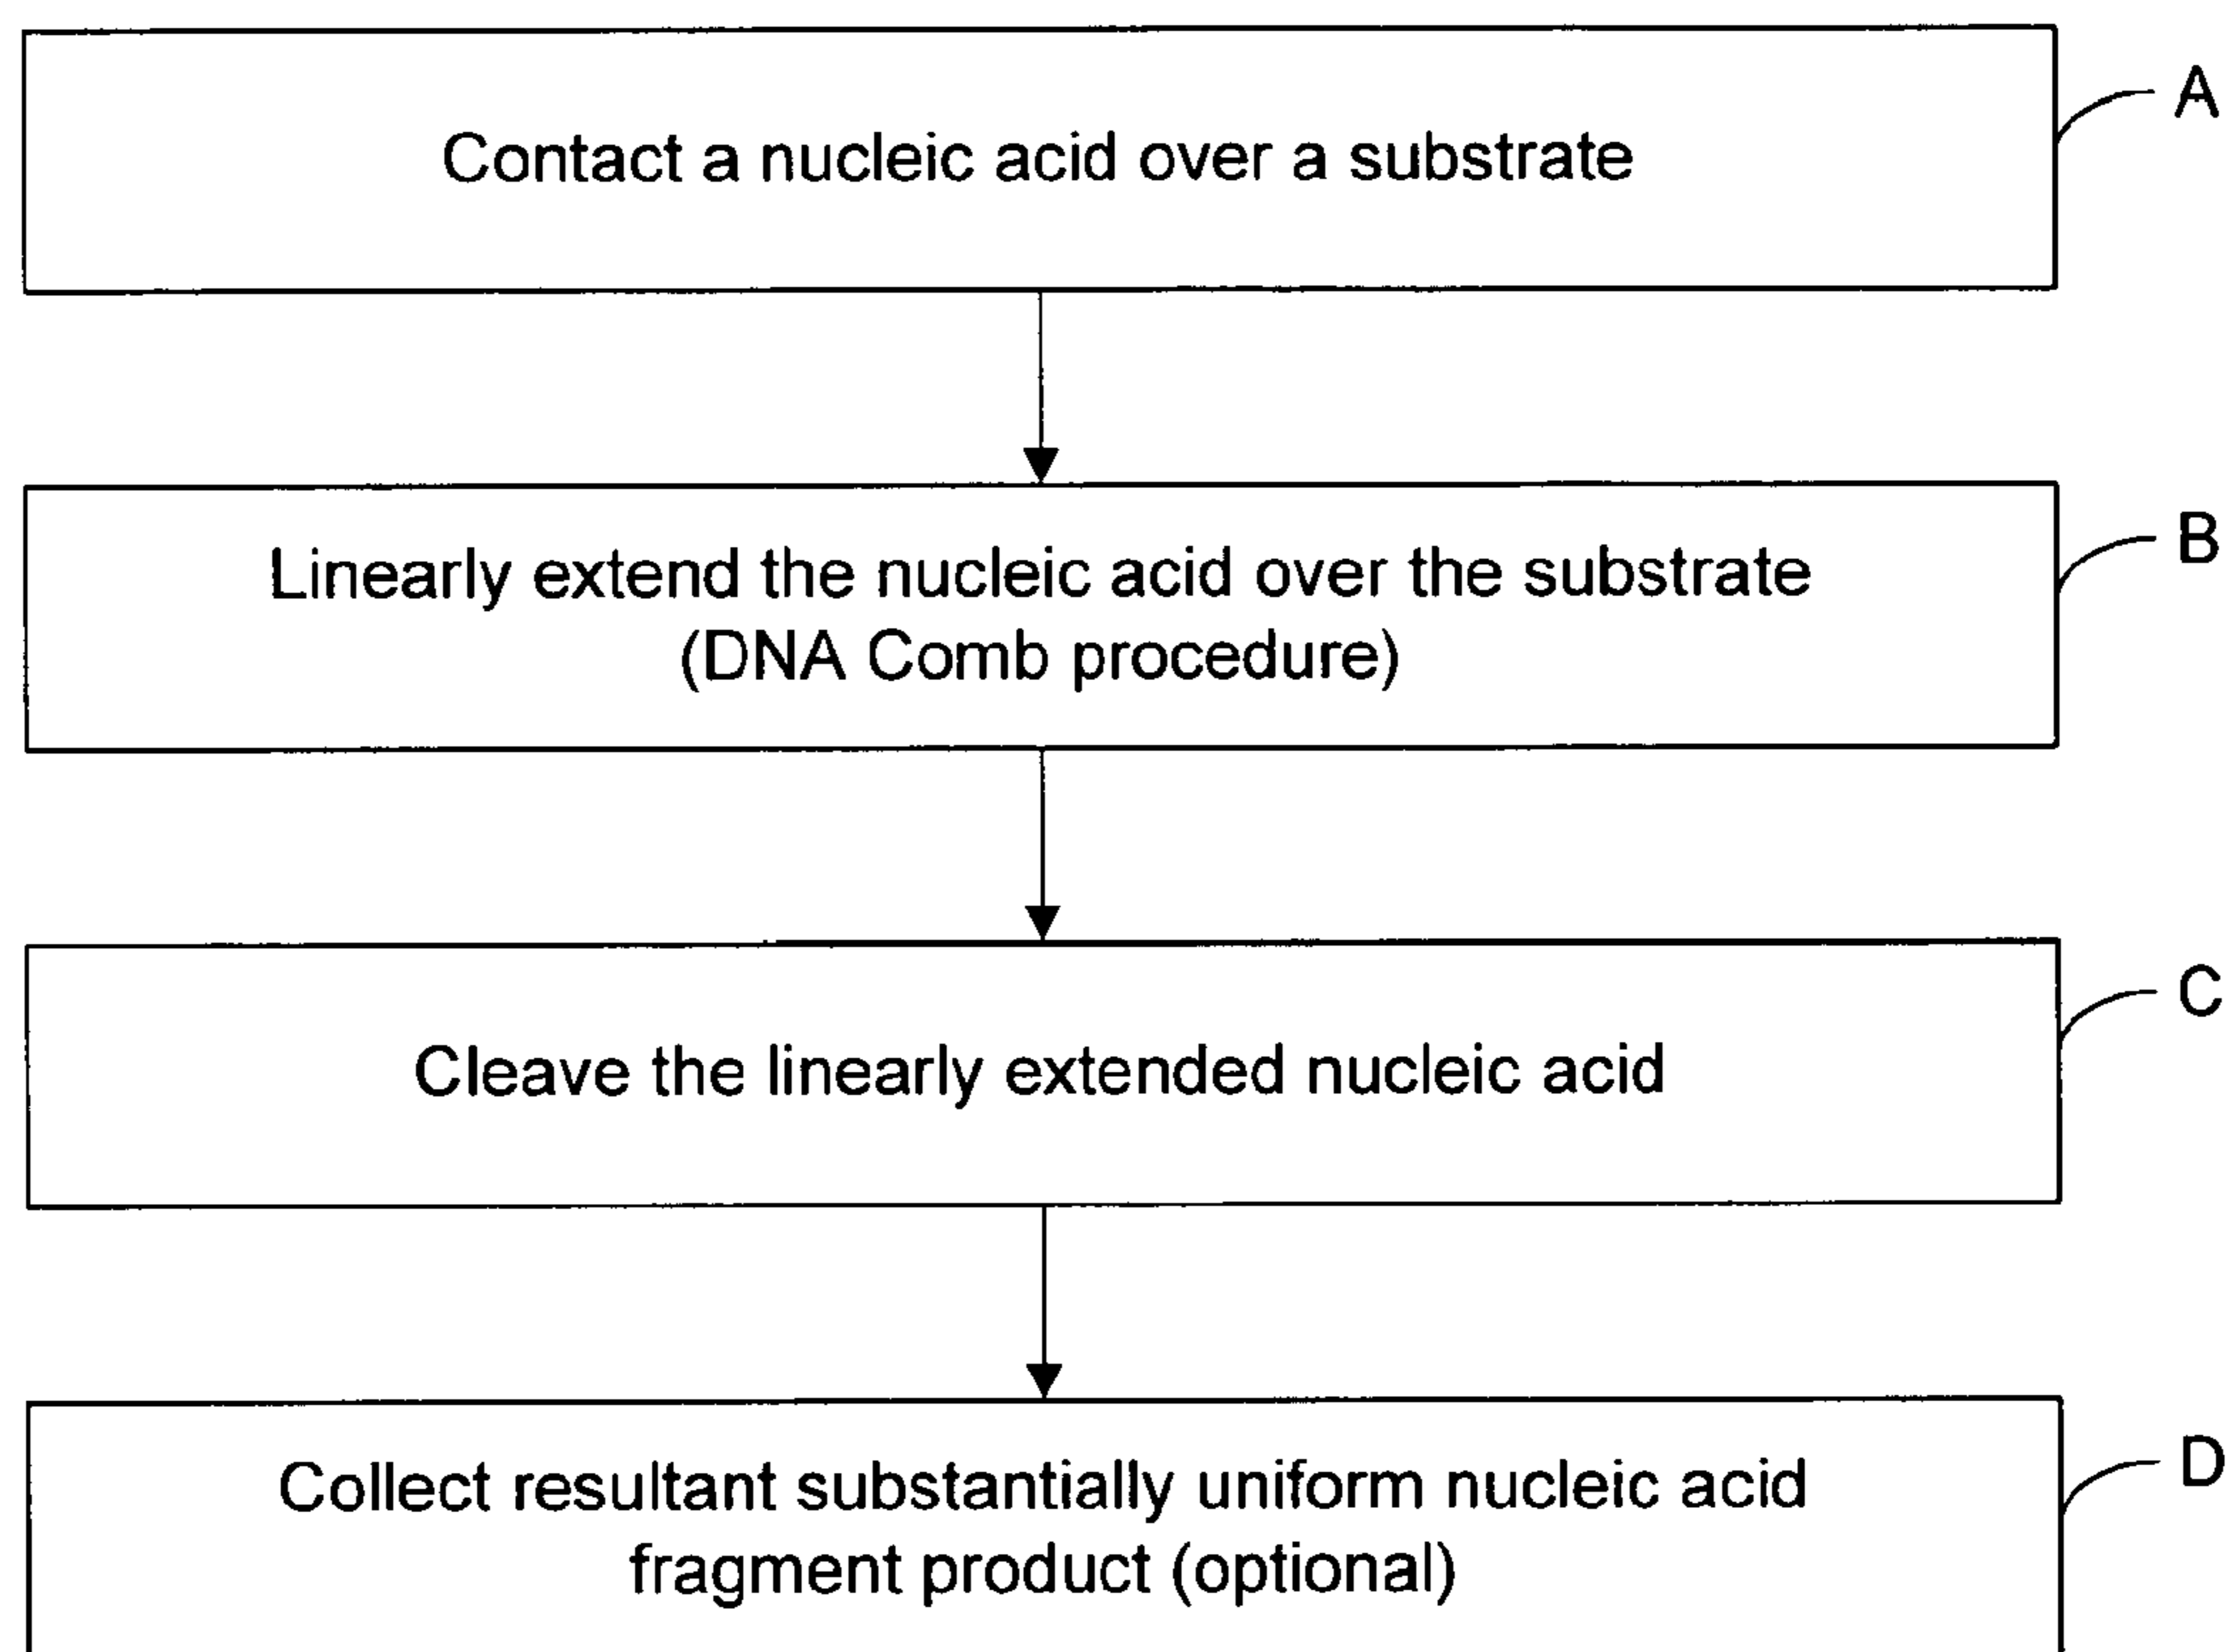 Contact a nucleic acid over a substrate
A
Linearly extend the nucleic acid over the substrate
(DNA Comb procedure)
B
Cleave the linearly extended nucleic acid
C
Collect resultant substantially uniform nucleic acid
fragment product (optional)
D